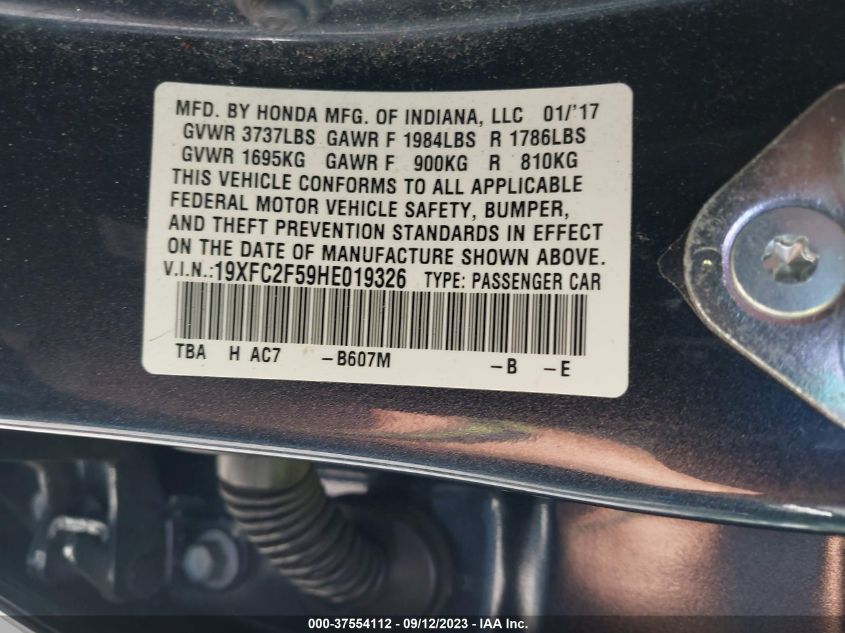 MFD. BY HONDA MFG. OF INDIANA, LLC 01/'17
GVWR 3737LBS GAWR F 1984LBS R 1786LBS
GVWR 1695KG GAWR F 900KG R 810KG
THIS VEHICLE CONFORMS TO ALL APPLICABLE
FEDERAL MOTOR VEHICLE SAFETY, BUMPER,
AND THEFT PREVENTION STANDARDS IN EFFECT
ON THE DATE OF MANUFACTURE SHOWN ABOVE.
V.I.N.:19XFC2F59HE019326 TYPE: PASSENGER CAR
TBA H AC7 -B607M -B -E
000-37554112 - 09/12/2023 - IAA Inc.